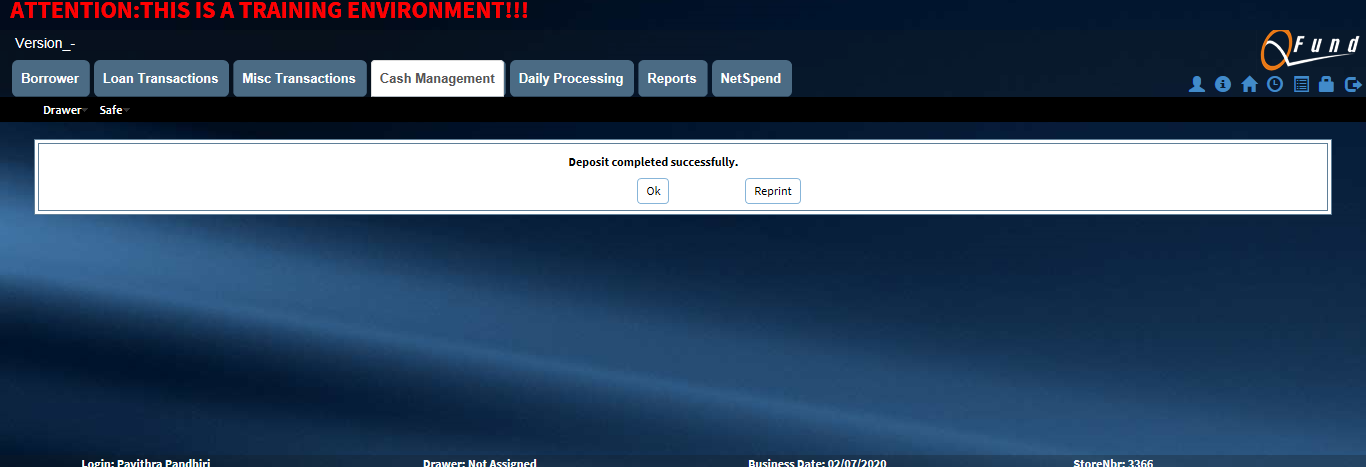 ATTENTION:THIS IS A TRAINING ENVIRONMENT!!!
Version_-
QFund
Borrower Loan Transactions Misc Transactions Cash Management Daily Processing Reports NetSpend
Drawer Safe
Deposit completed successfully.
Ok Reprint
Login: Pavithra Pandhiri Drawer: Not Assigned Business Date: 02/07/2020 StoreNbr: 3366